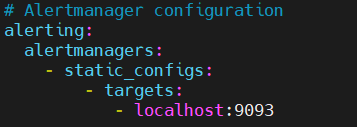 # Alertmanager configuration
alerting:
  alertmanagers:
    - static_configs:
        - targets:
            - localhost:9093